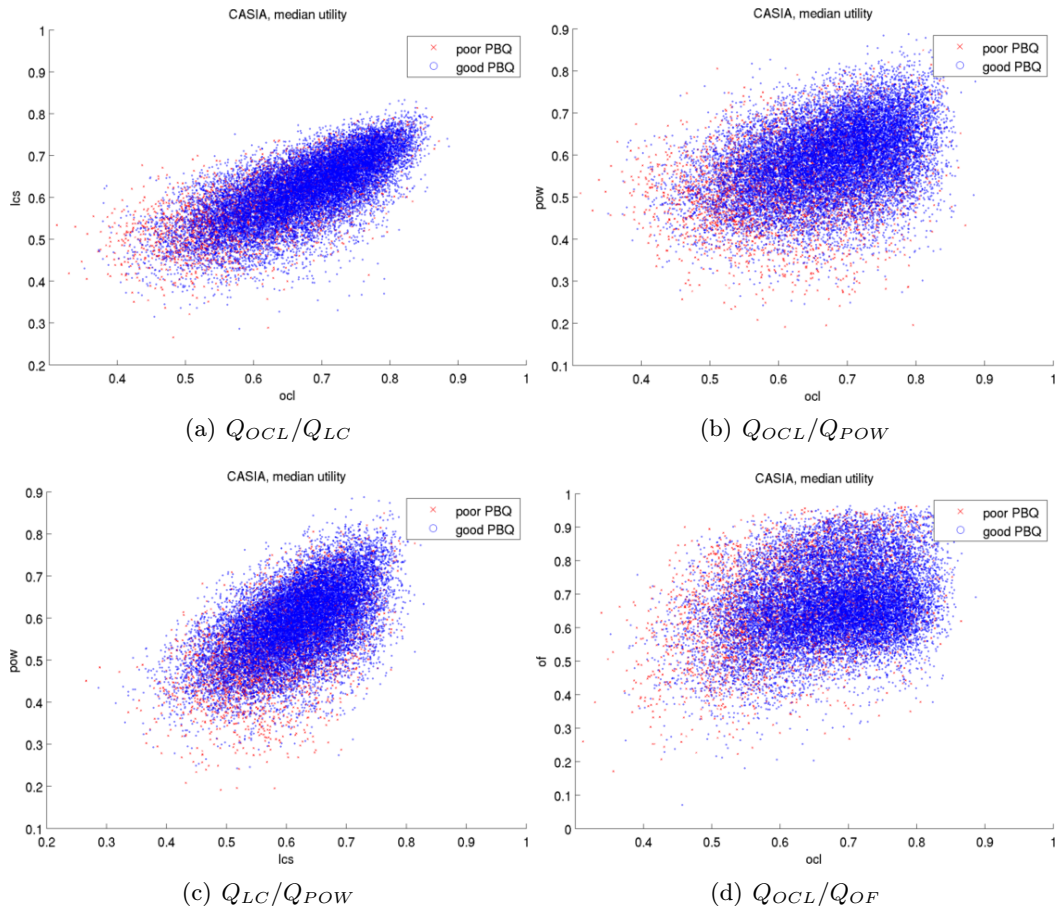 CASIA, median utility
poor PBQ
good PBQ
1
0.9
0.8
0.7
0.6
0.5
0.4
0.3
0.2
lcs
0.4 0.5 0.6 0.7 0.8 0.9 1
ocl
(a) Q_OCL/Q_LC
CASIA, median utility
poor PBQ
good PBQ
0.9
0.8
0.7
0.6
0.5
0.4
0.3
0.2
0.1
pow
0.4 0.5 0.6 0.7 0.8 0.9 1
ocl
(b) Q_OCL/Q_POW
CASIA, median utility
poor PBQ
good PBQ
0.9
0.8
0.7
0.6
0.5
0.4
0.3
0.2
0.1
pow
0.2 0.3 0.4 0.5 0.6 0.7 0.8 0.9 1
lcs
(c) Q_LC/Q_POW
CASIA, median utility
poor PBQ
good PBQ
1
0.9
0.8
0.7
0.6
0.5
0.4
0.3
0.2
0.1
0
of
0.4 0.5 0.6 0.7 0.8 0.9 1
ocl
(d) Q_OCL/Q_OF